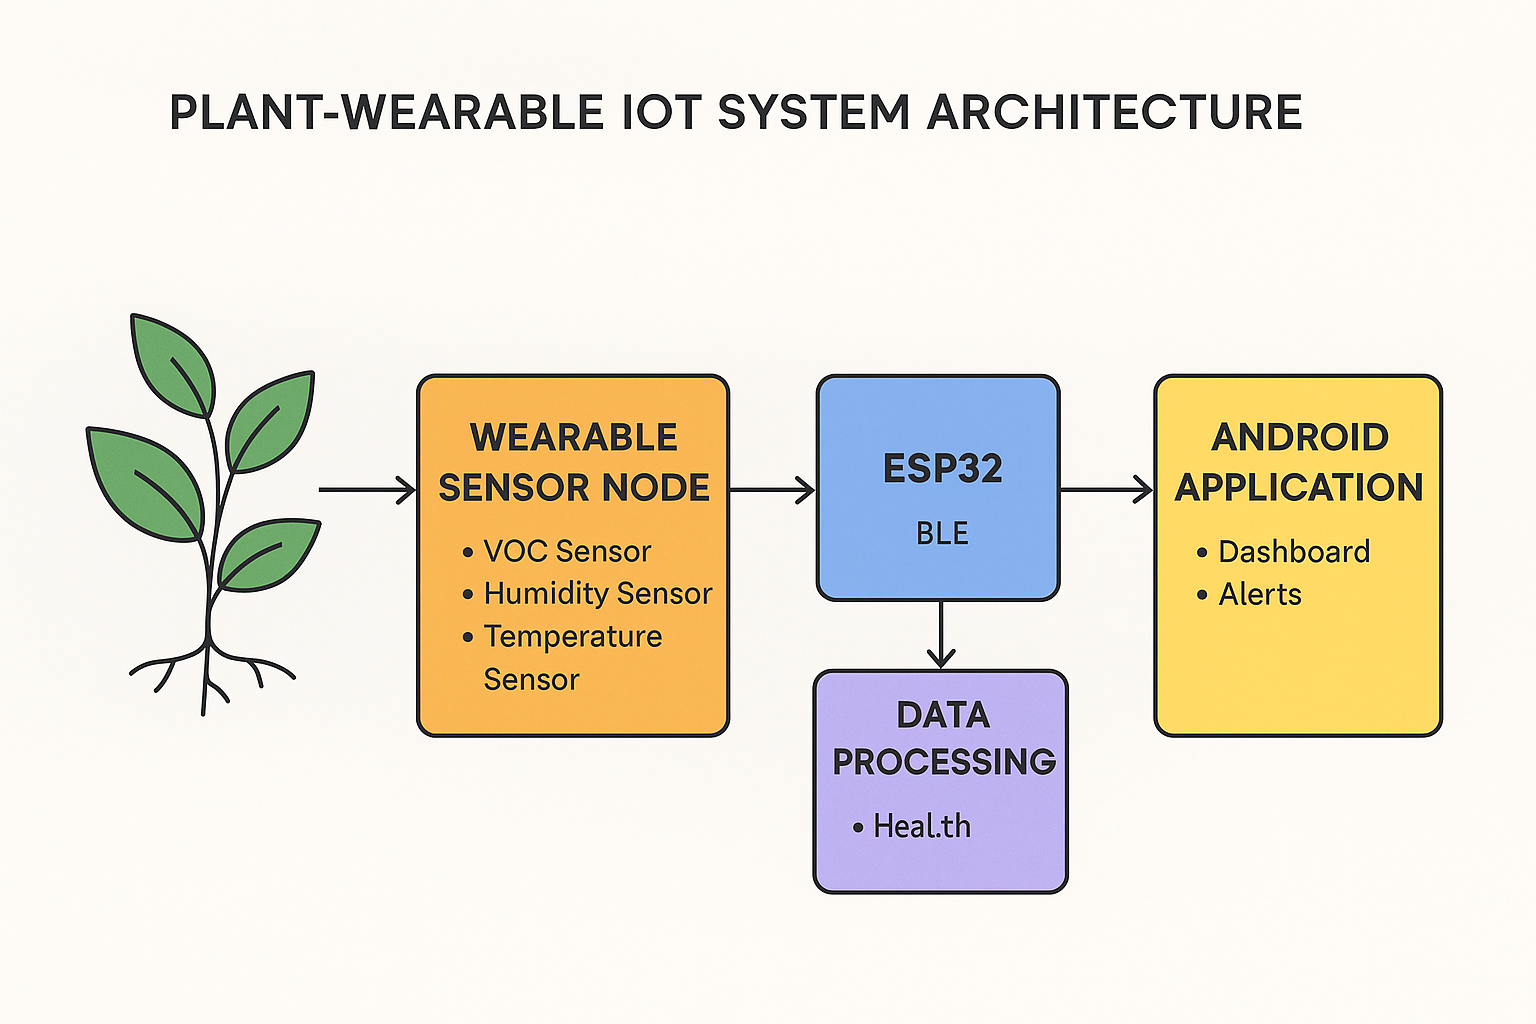 PLANT-WEARABLE IOT SYSTEM ARCHITECTURE
WEARABLE
SENSOR NODE
• VOC Sensor
• Humidity Sensor
• Temperature
Sensor
ESP32
BLE
DATA
PROCESSING
• Heal.th
ANDROID
APPLICATION
• Dashboard
• Alerts